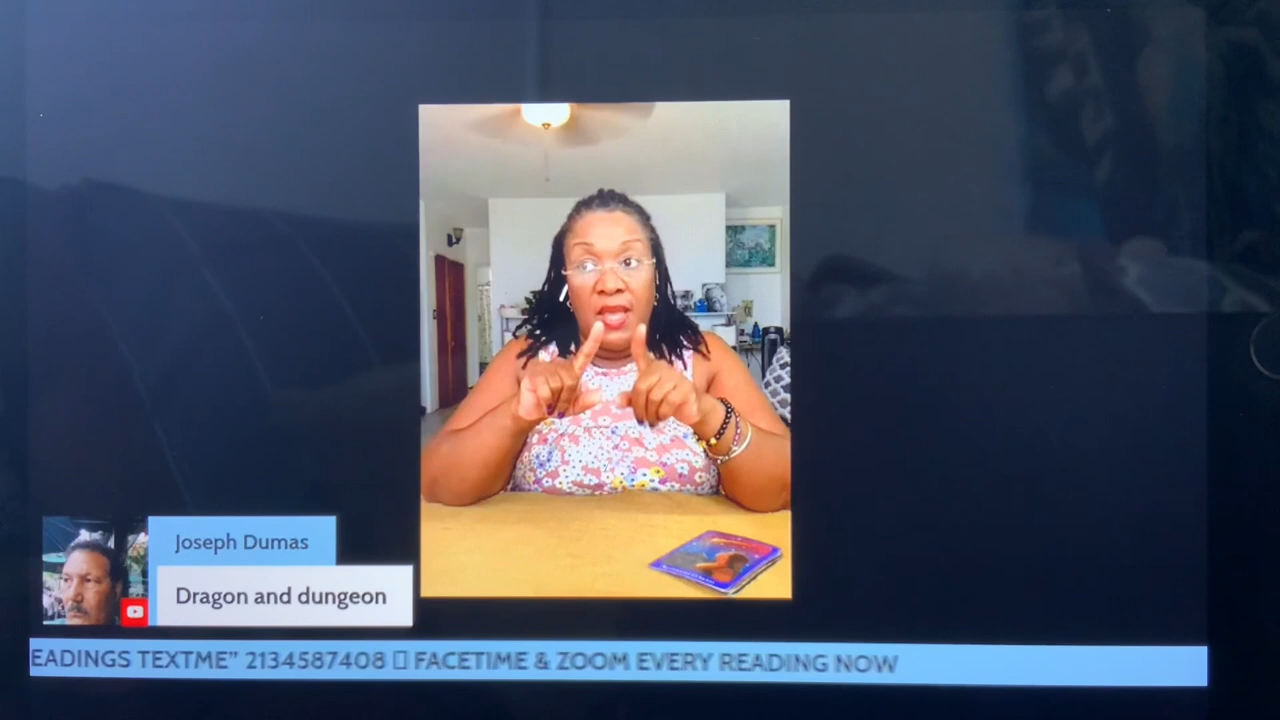 Joseph Dumas
Dragon and dungeon
EADINGS TEXTME” 2134587408 ▯ FACETIME & ZOOM EVERY READING NOW